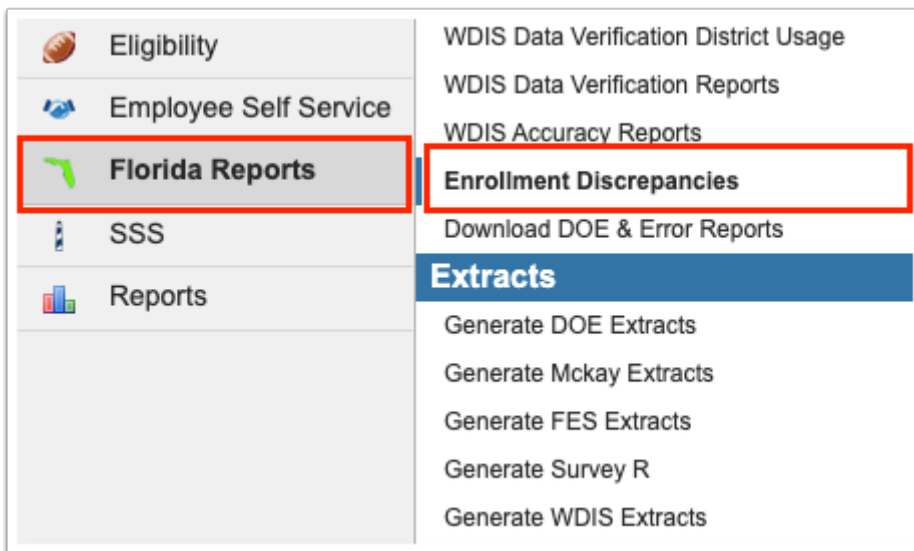 Eligibility
Employee Self Service
Florida Reports
SSS
Reports
WDIS Data Verification District Usage
WDIS Data Verification Reports
WDIS Accuracy Reports
Enrollment Discrepancies
Download DOE & Error Reports
Extracts
Generate DOE Extracts
Generate Mckay Extracts
Generate FES Extracts
Generate Survey R
Generate WDIS Extracts